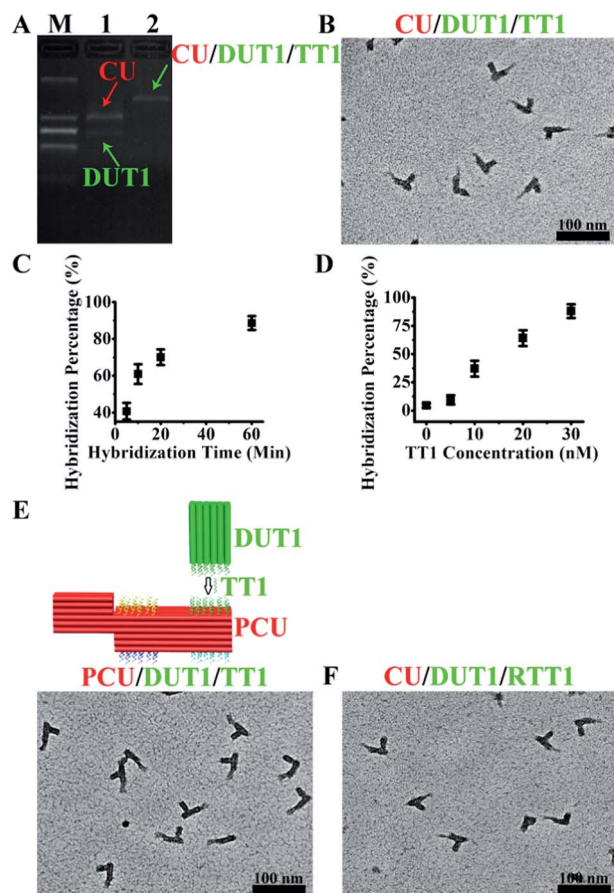 A
M 1 2
CU/DUT1/TT1
CU
DUT1
B
CU/DUT1/TT1
100 nm
C
Hybridization Percentage (%)
100
80
60
40
0 20 40 60
Hybridization Time (Min)
D
Hybridization Percentage (%)
100
75
50
25
0
0 10 20 30
TT1 Concentration (nM)
E
DUT1
TT1
PCU
PCU/DUT1/TT1
100 nm
F
CU/DUT1/RTT1
100 nm